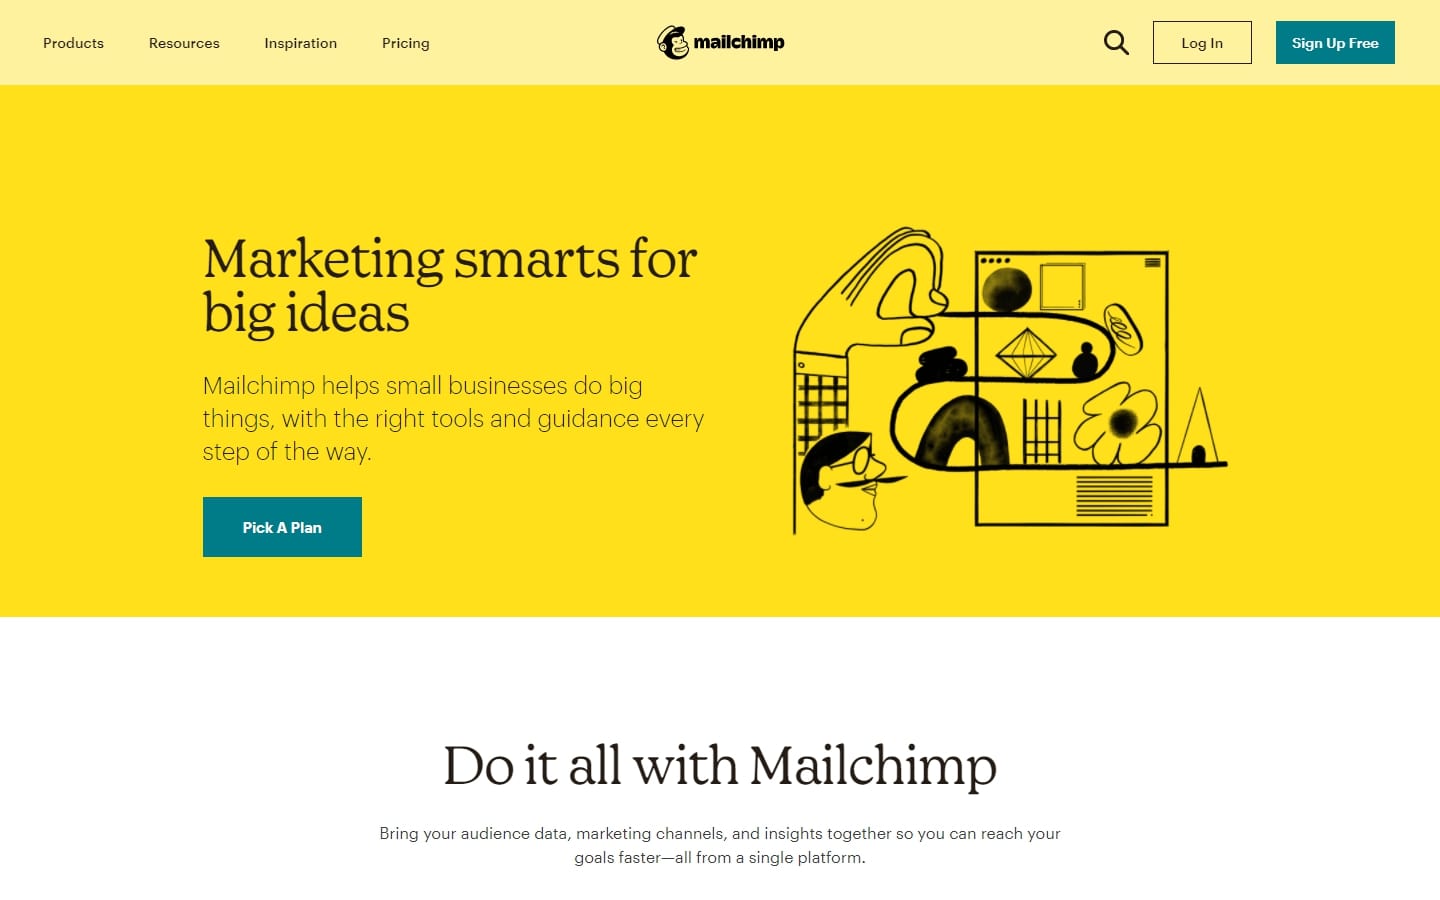 Products
Resources
Inspiration
Pricing
mailchimp
Log In
Sign Up Free
Marketing smarts for
big ideas
Mailchimp helps small businesses do big
things, with the right tools and guidance every
step of the way.
Pick A Plan
Do it all with Mailchimp
Bring your audience data, marketing channels, and insights together so you can reach your
goals faster—all from a single platform.